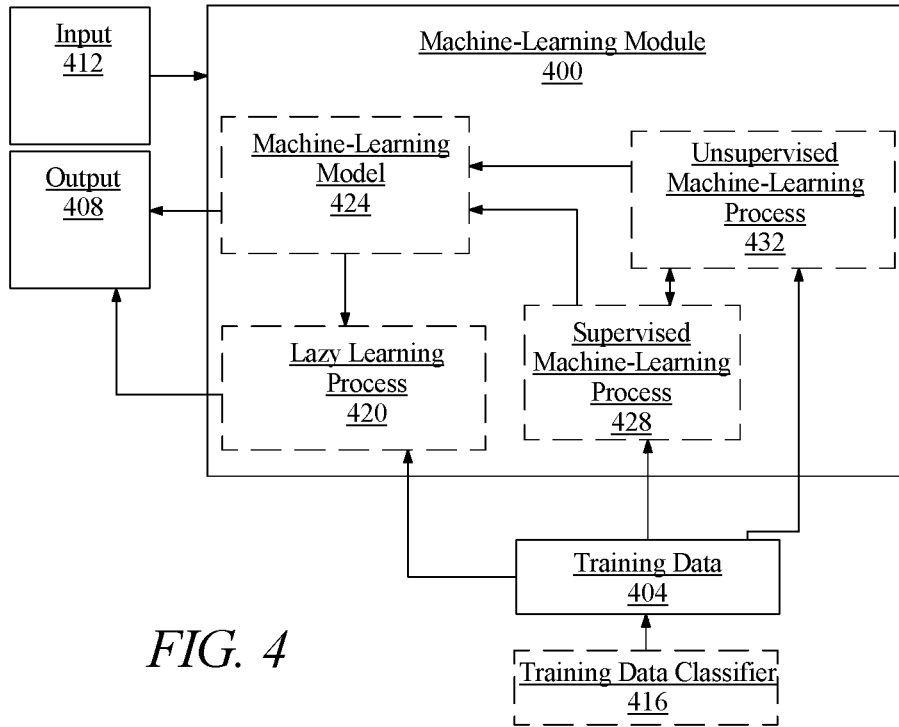 Input
412
Machine-Learning Module
400
Machine-Learning
Model
424
Unsupervised
Machine-Learning
Process
432
Output
408
Lazy Learning
Process
420
Supervised
Machine-Learning
Process
428
Training Data
404
FIG. 4
Training Data Classifier
416